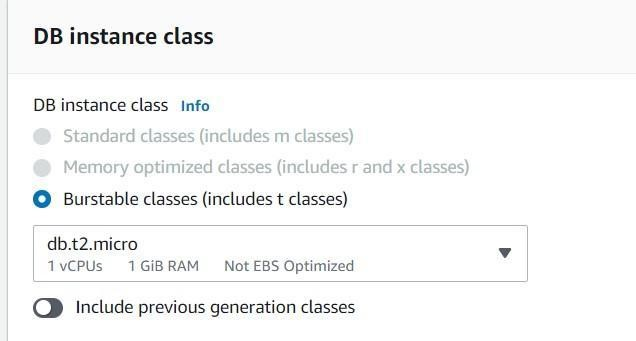 DB instance class
DB instance class Info
Standard classes (includes m classes)
Memory optimized classes (includes r and x classes)
Burstable classes (includes t classes)
db.t2.micro
1 vCPUs 1 GiB RAM Not EBS Optimized
Include previous generation classes